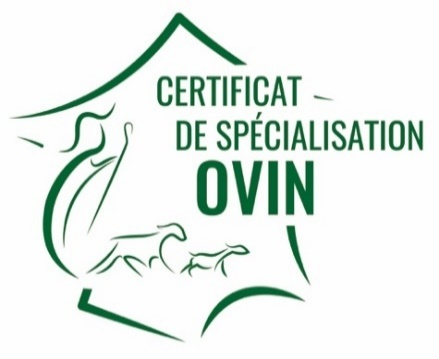 CERTIFICAT
DE SPÉCIALISATION
OVIN